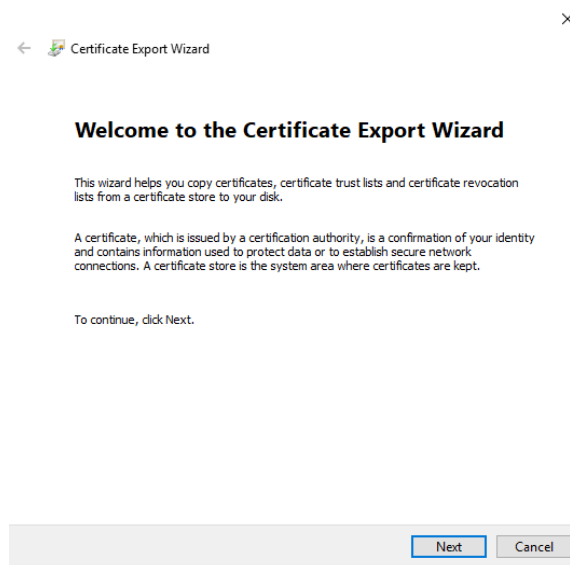 Certificate Export Wizard
Welcome to the Certificate Export Wizard
This wizard helps you copy certificates, certificate trust lists and certificate revocation
lists from a certificate store to your disk.
A certificate, which is issued by a certification authority, is a confirmation of your identity
and contains information used to protect data or to establish secure network
connections. A certificate store is the system area where certificates are kept.
To continue, click Next.
Next Cancel